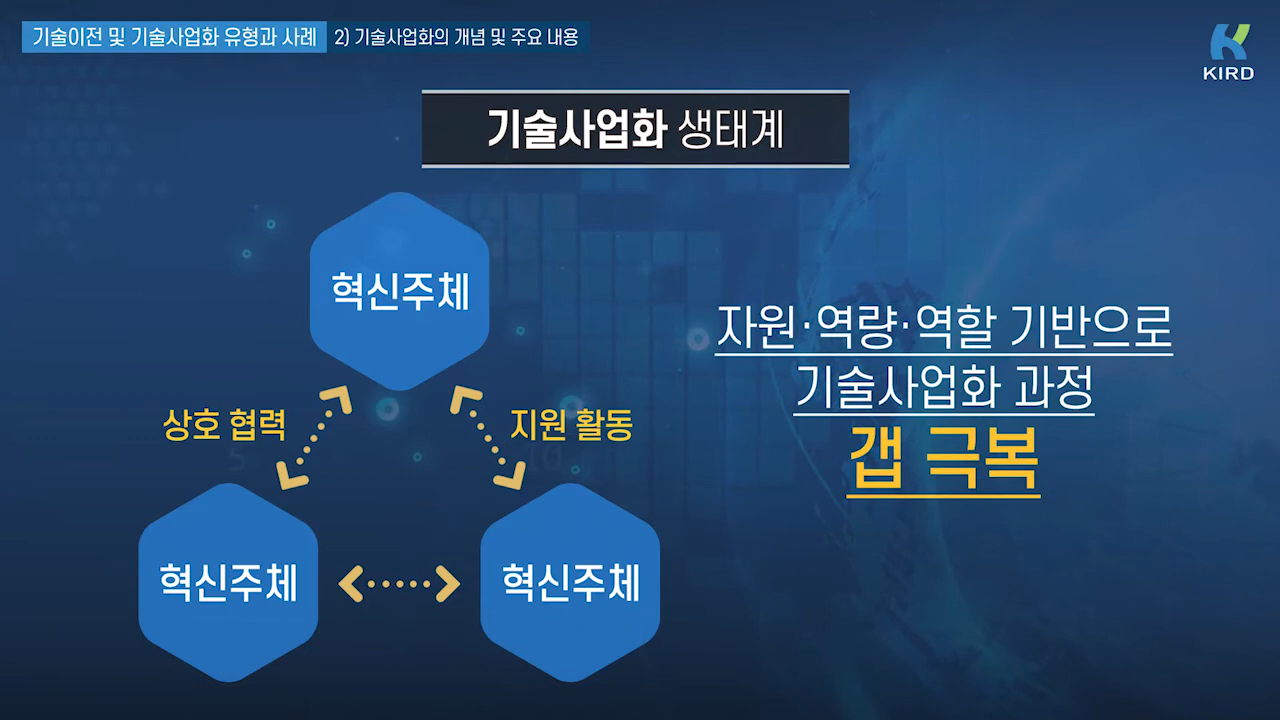 기술이전 및 기술사업화 유형과 사례 2) 기술사업화의 개념 및 주요 내용
KIRD
기술사업화 생태계
혁신주체
상호 협력
지원 활동
혁신주체
혁신주체
자원·역량·역할 기반으로
기술사업화 과정
갭 극복